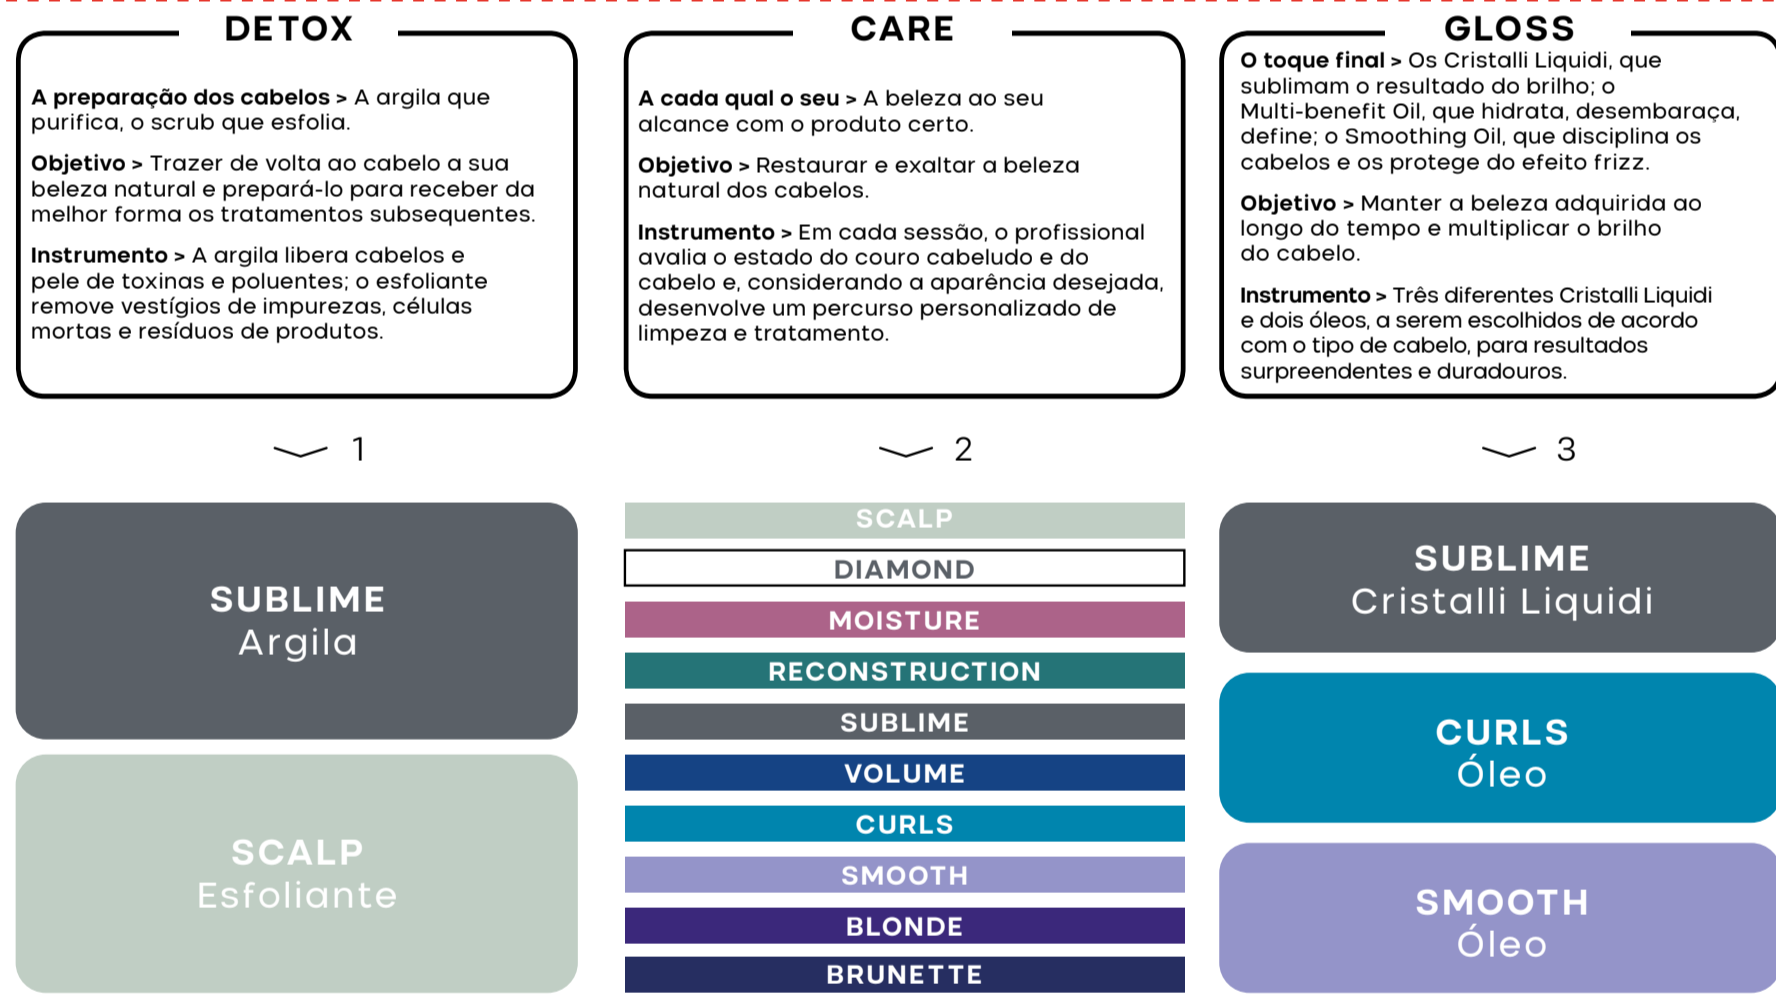 DETOX
A preparação dos cabelos > A argila que
purifica, o scrub que esfolia.
Objetivo > Trazer de volta ao cabelo a sua
beleza natural e prepará-lo para receber da
melhor forma os tratamentos subsequentes.
Instrumento > A argila libera cabelos e
pele de toxinas e poluentes; o esfoliante
remove vestígios de impurezas, células
mortas e resíduos de produtos.
1
SUBLIME
Argila
SCALP
Esfoliante
CARE
A cada qual o seu > A beleza ao seu
alcance com o produto certo.
Objetivo > Restaurar e exaltar a beleza
natural dos cabelos.
Instrumento > Em cada sessão, o profissional
avalia o estado do couro cabeludo e do
cabelo e, considerando a aparência desejada,
desenvolve um percurso personalizado de
limpeza e tratamento.
2
SCALP
DIAMOND
MOISTURE
RECONSTRUCTION
SUBLIME
VOLUME
CURLS
SMOOTH
BLONDE
BRUNETTE
GLOSS
O toque final > Os Cristalli Liquidi, que
sublimam o resultado do brilho; o
Multi-benefit Oil, que hidrata, desembaraça,
define; o Smoothing Oil, que disciplina os
cabelos e os protege do efeito frizz.
Objetivo > Manter a beleza adquirida ao
longo do tempo e multiplicar o brilho
do cabelo.
Instrumento > Três diferentes Cristalli Liquidi
e dois óleos, a serem escolhidos de acordo
com o tipo de cabelo, para resultados
surpreendentes e duradouros.
3
SUBLIME
Cristalli Liquidi
CURLS
Óleo
SMOOTH
Óleo